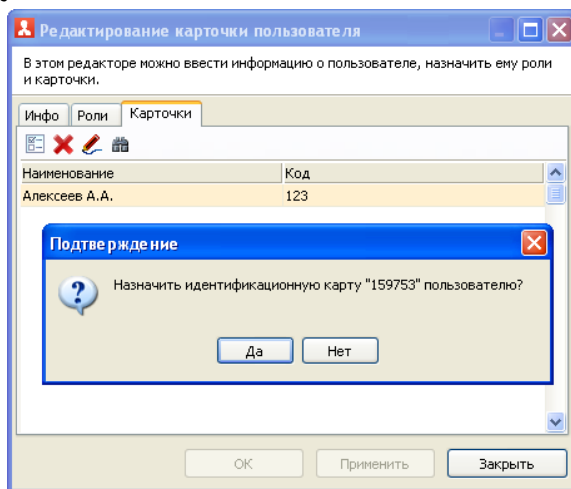 Редактирование карточки пользователя
В этом редакторе можно ввести информацию о пользователе, назначить ему роли
и карточки.
Инфо Роли Карточки
Наименование Код
Алексеев А.А. 123
Подтверждение
Назначить идентификационную карту "159753" пользователю?
Да Нет
ОК Применить Закрыть